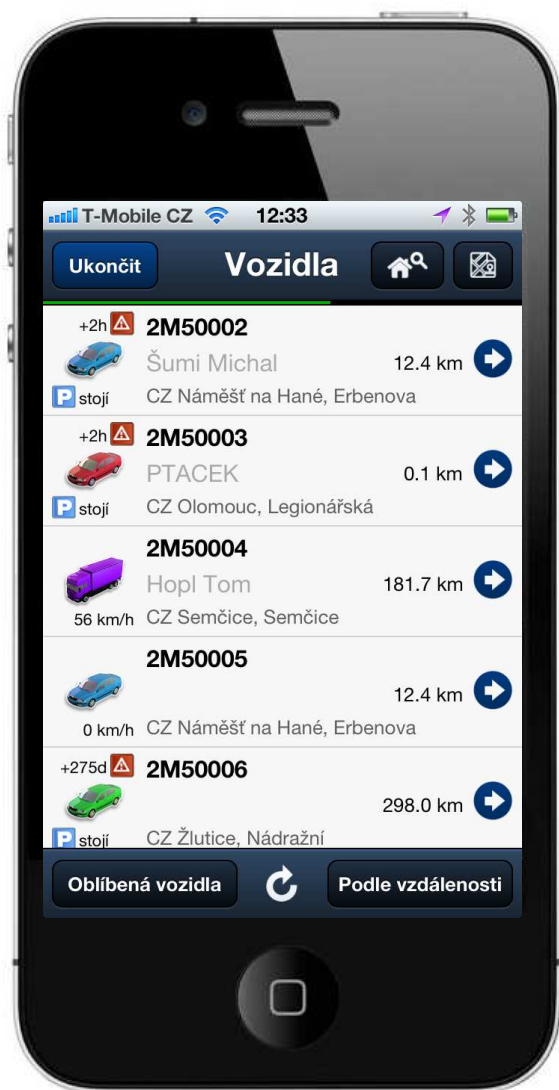 T-Mobile CZ 12:33
Ukončit Vozidla
+2h 2M50002
Šumi Michal 12.4 km
P stojí CZ Náměšť na Hané, Erbenova
+2h 2M50003
PTACEK 0.1 km
P stojí CZ Olomouc, Legionářská
2M50004
Hopl Tom 181.7 km
56 km/h CZ Semčice, Semčice
2M50005
12.4 km
0 km/h CZ Náměšť na Hané, Erbenova
+275d 2M50006
298.0 km
P stojí CZ Žlutice, Nádražní
Oblíbená vozidla Podle vzdálenosti